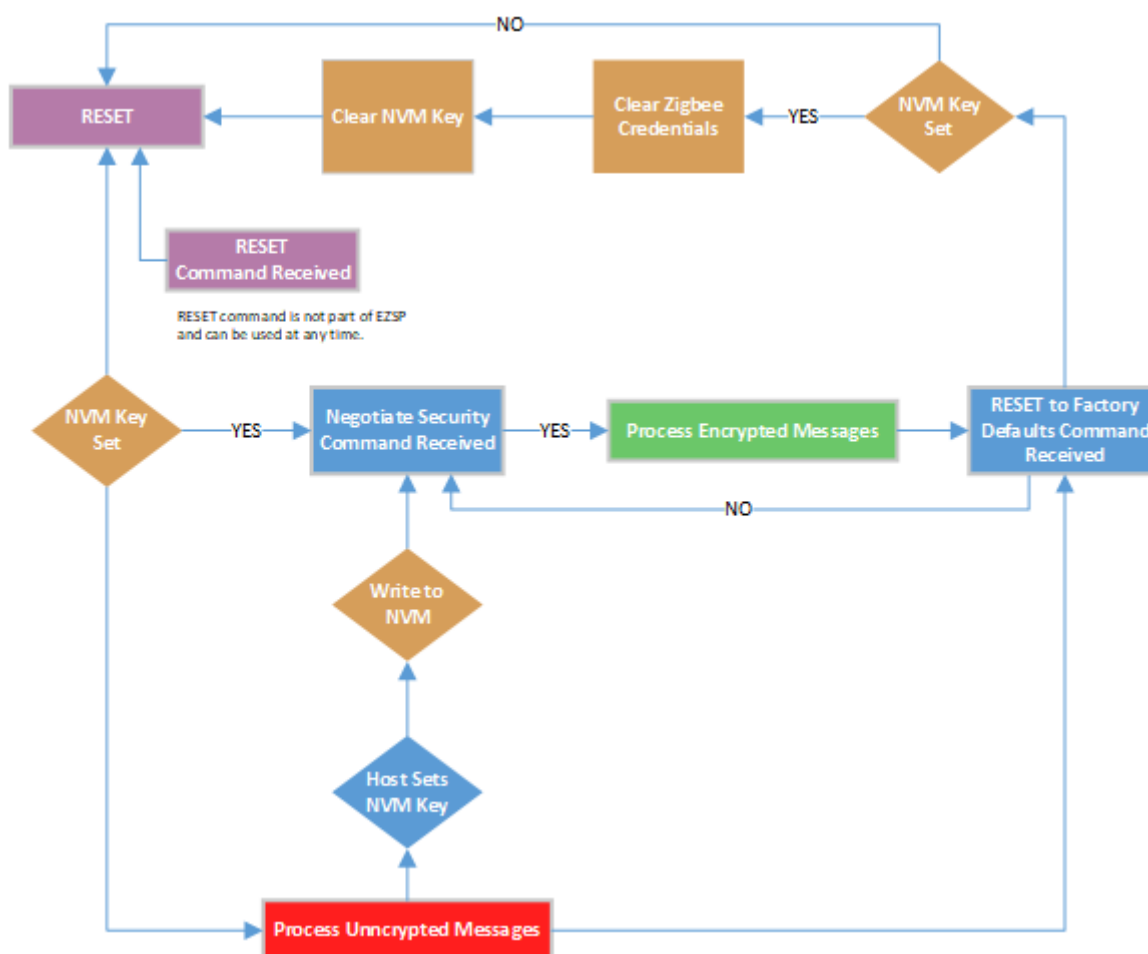 NO
RESET
Clear NVM Key
Clear Zigbee
Credentials
YES
NVM Key
Set
RESET
Command Received
RESET command is not part of EZSP
and can be used at any time.
NVM Key
Set
YES
Negotiate Security
Command Received
YES
Process Encrypted Messages
RESET to Factory
Defaults Command
Received
NO
Write to
NVM
Host Sets
NVM Key
Process Unncrypted Messages